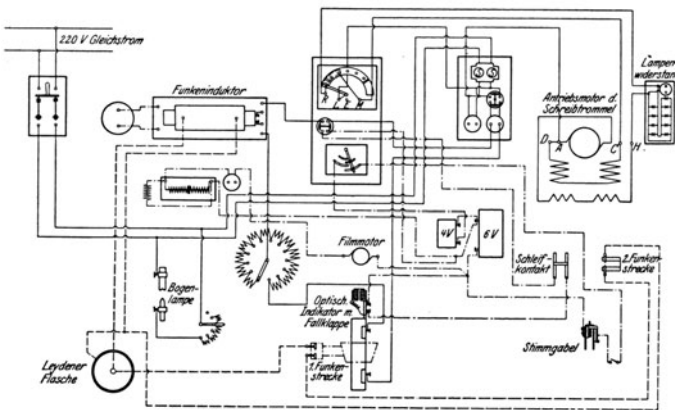 220 V Gleichstrom
Funkeninduktor
Lampen-
widerstand
Antriebsmotor d.
Schreibtrommel
D
A
C
H
4V
6V
Filmmotor
Schleif-
kontakt
2. Funken-
strecke
Bogen-
lampe
Optisch.
Indikator m.
Fallklappe
Leydener
Flasche
1. Funken-
strecke
Stimmgabel